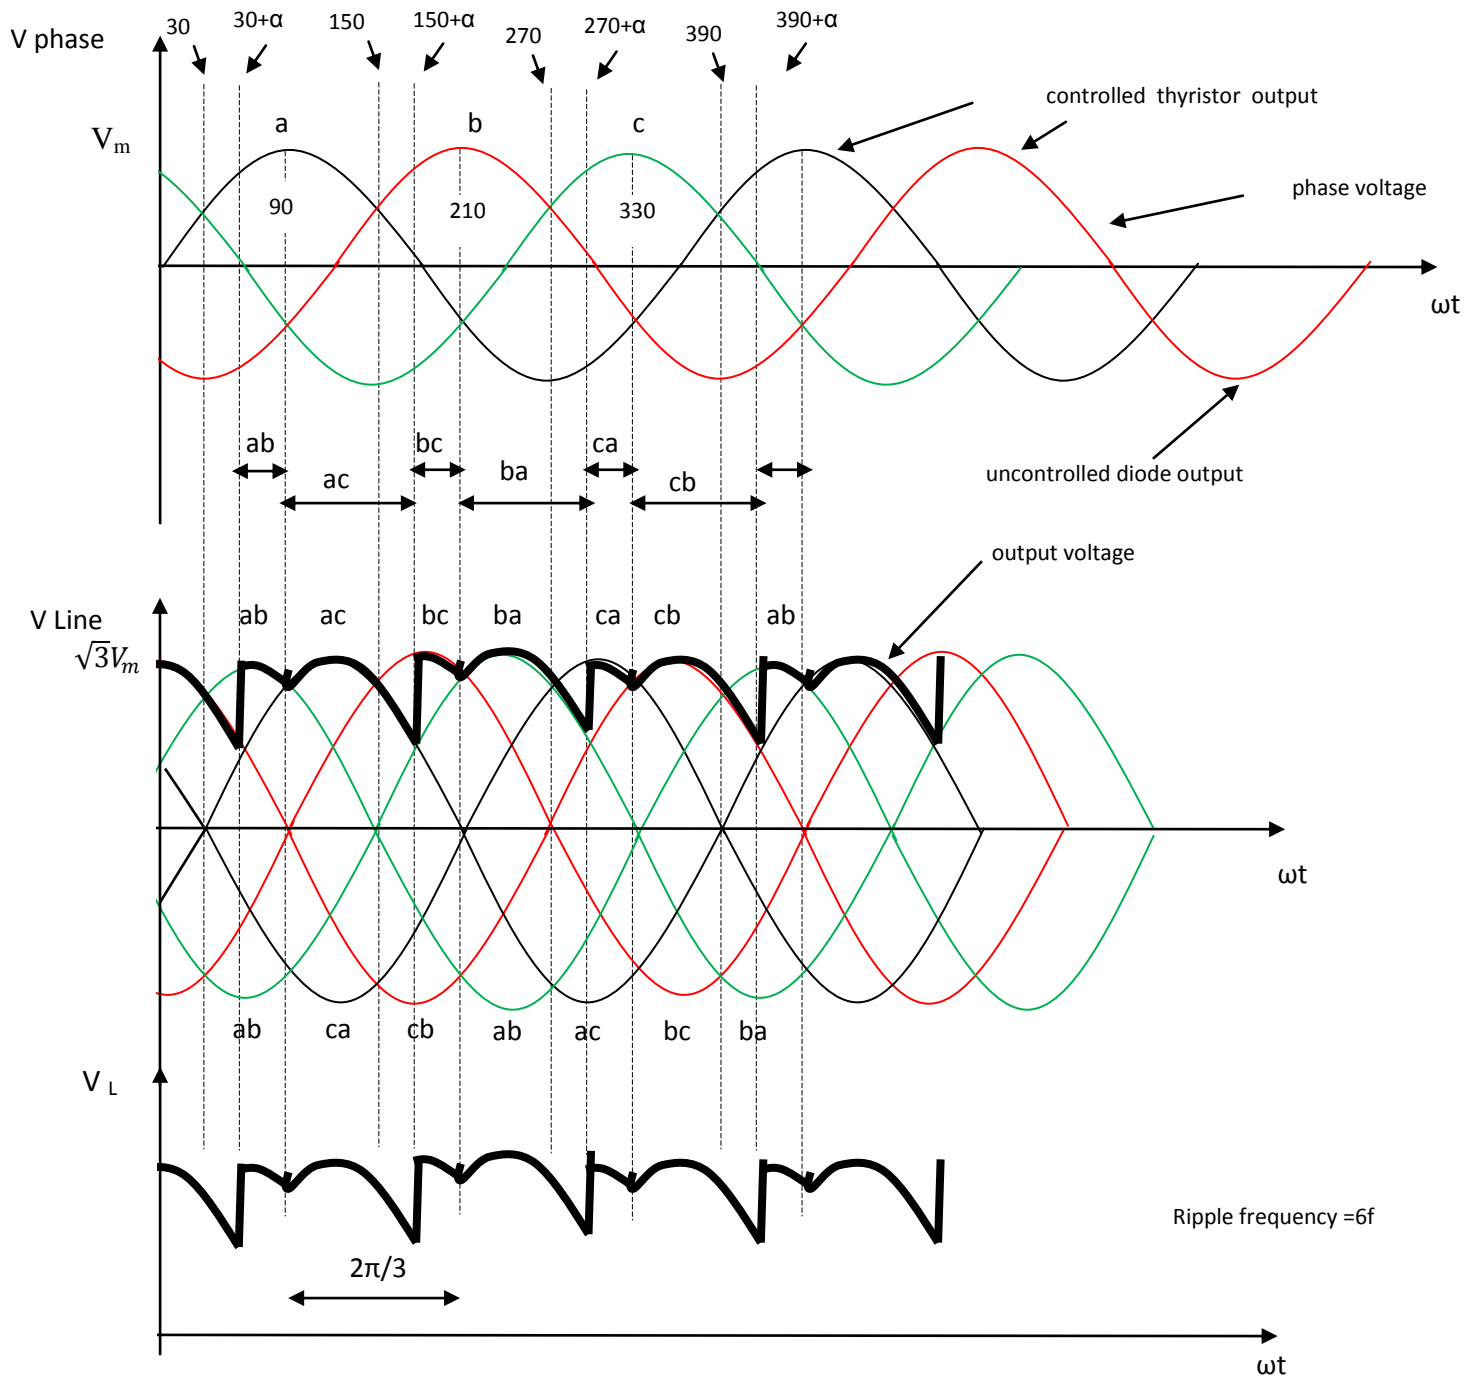 30
30+α
150
150+α
270
270+α
390
390+α
V phase
controlled thyristor output
a
b
c
V_m
phase voltage
90
210
330
ωt
ab
bc
ca
ac
ba
cb
uncontrolled diode output
output voltage
V Line
ab
ac
bc
ba
ca
cb
ab
√3V_m
ωt
ab
ca
cb
ab
ac
bc
ba
V L
Ripple frequency =6f
2π/3
ωt